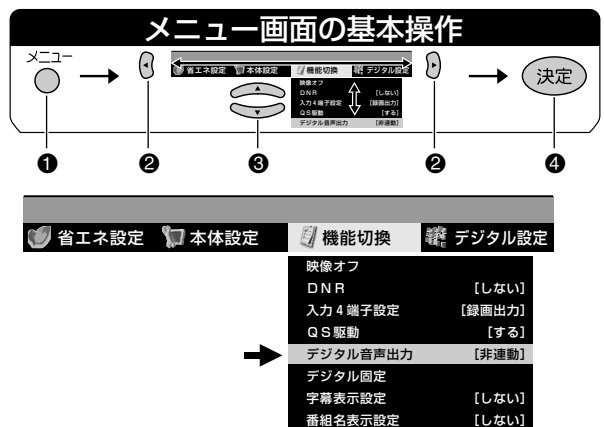 メニュー画面の基本操作
メニュー
省エネ設定 本体設定 機能切換 デジタル設定
映像オフ
DNR [しない]
入力4端子設定 [録画出力]
QS駆動 [する]
デジタル音声出力 [非連動]
決定
❶ ❷ ❸ ❷ ❹
省エネ設定 本体設定 機能切換 デジタル設定
映像オフ
DNR [しない]
入力4端子設定 [録画出力]
QS駆動 [する]
デジタル音声出力 [非連動]
デジタル固定
字幕表示設定 [しない]
番組名表示設定 [しない]